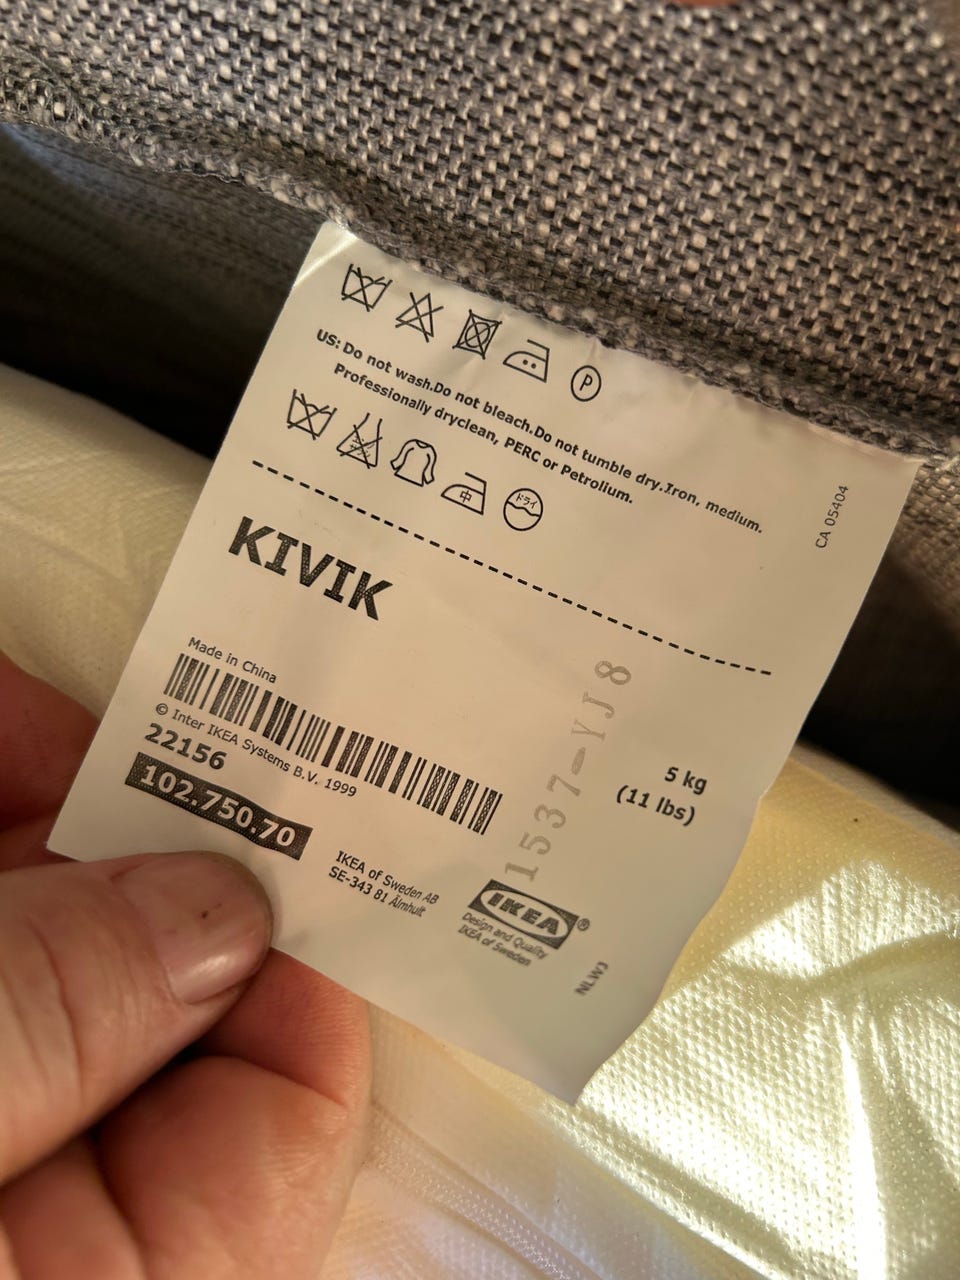 P
US: Do not wash.Do not bleach.Do not tumble dry.Iron, medium.
Professionally dryclean, PERC or Petrolium.
中
ドライ
CA 05404
KIVIK
Made in China
© Inter IKEA Systems B.V. 1999
22156
102.750.70
1537-YJ8
5 kg
(11 lbs)
IKEA of Sweden AB
SE-343 81 Älmhult
IKEA®
Design and Quality
IKEA of Sweden
NLW3